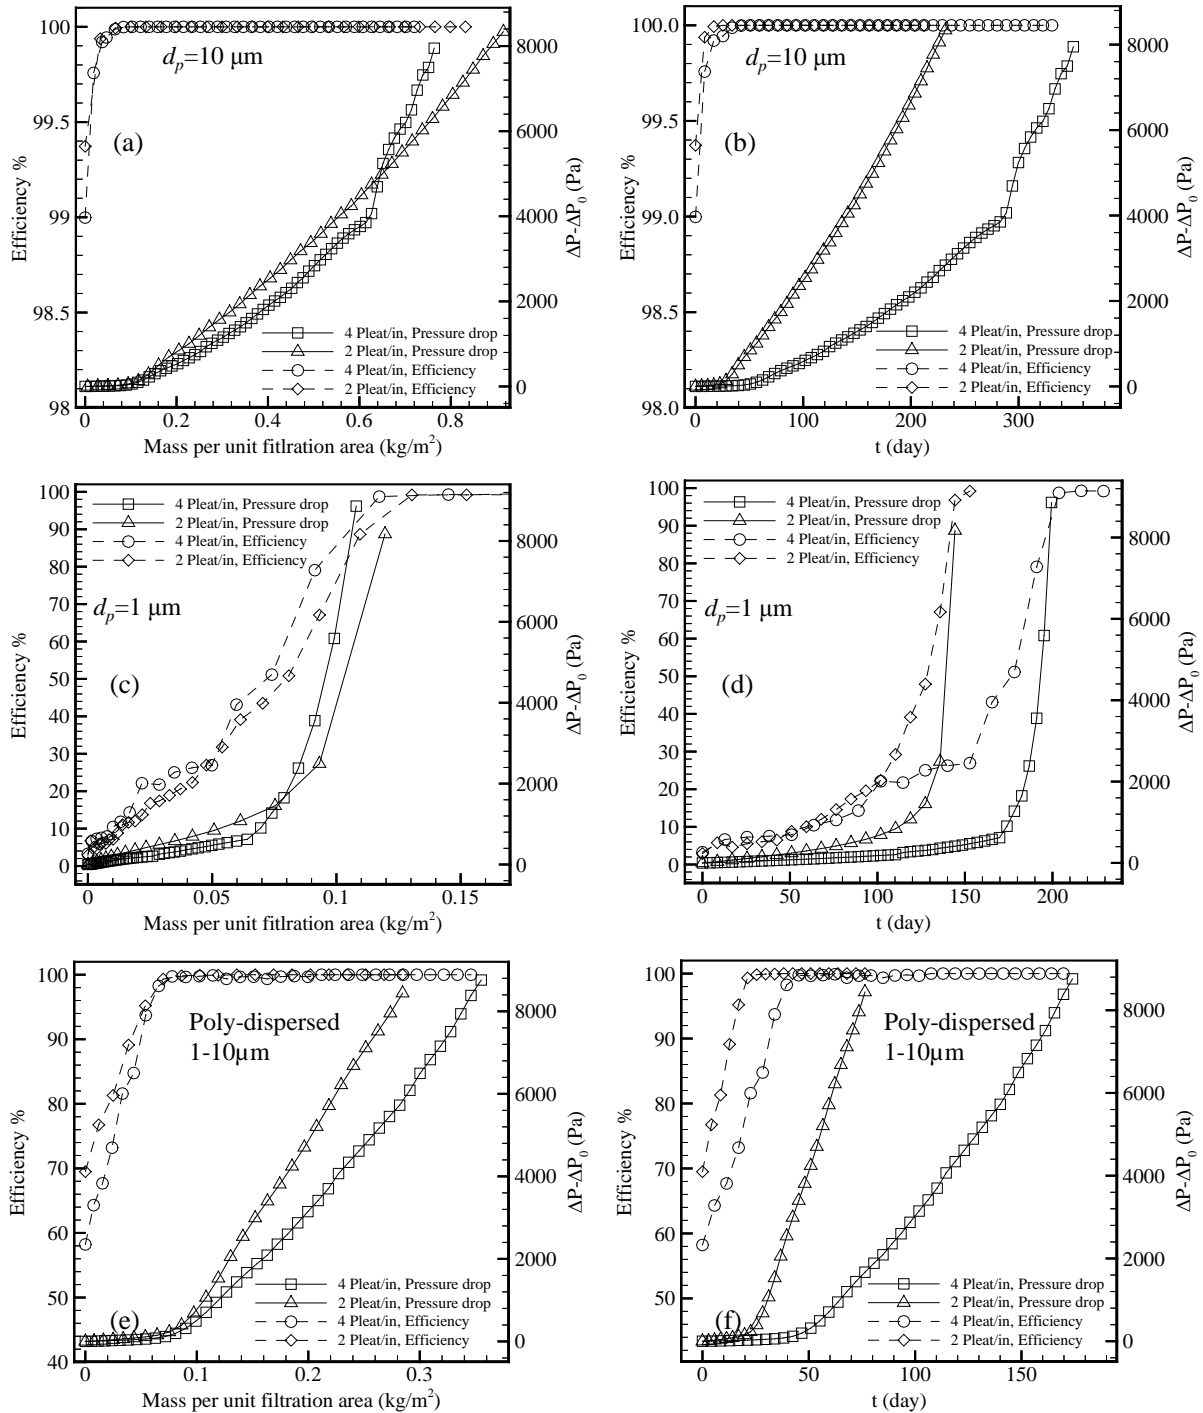 100
99.5
99
98.5
98
Efficiency %
d_p=10 μm
(a)
8000
6000
4000
2000
0
ΔP-ΔP₀ (Pa)
4 Pleat/in, Pressure drop
2 Pleat/in, Pressure drop
4 Pleat/in, Efficiency
2 Pleat/in, Efficiency
0 0.2 0.4 0.6 0.8
Mass per unit fitlration area (kg/m²)
100.0
99.5
99.0
98.5
98.0
Efficiency %
d_p=10 μm
(b)
8000
6000
4000
2000
0
ΔP-ΔP₀ (Pa)
4 Pleat/in, Pressure drop
2 Pleat/in, Pressure drop
4 Pleat/in, Efficiency
2 Pleat/in, Efficiency
0 100 200 300
t (day)
100
90
80
70
60
50
40
30
20
10
0
Efficiency %
4 Pleat/in, Pressure drop
2 Pleat/in, Pressure drop
4 Pleat/in, Efficiency
2 Pleat/in, Efficiency
d_p=1 μm
(c)
8000
6000
4000
2000
0
ΔP-ΔP₀ (Pa)
0 0.05 0.1 0.15
Mass per unit fitlration area (kg/m²)
100
90
80
70
60
50
40
30
20
10
0
Efficiency %
4 Pleat/in, Pressure drop
2 Pleat/in, Pressure drop
4 Pleat/in, Efficiency
2 Pleat/in, Efficiency
d_p=1 μm
(d)
8000
6000
4000
2000
0
ΔP-ΔP₀ (Pa)
0 50 100 150 200
t (day)
100
90
80
70
60
50
40
Efficiency %
Poly-dispersed
1-10μm
8000
6000
4000
2000
0
ΔP-ΔP₀ (Pa)
4 Pleat/in, Pressure drop
2 Pleat/in, Pressure drop
4 Pleat/in, Efficiency
2 Pleat/in, Efficiency
(e)
0 0.1 0.2 0.3
Mass per unit filtration area (kg/m²)
100
90
80
70
60
50
Efficiency %
Poly-dispersed
1-10μm
8000
6000
4000
2000
0
ΔP-ΔP₀ (Pa)
4 Pleat/in, Pressure drop
2 Pleat/in, Pressure drop
4 Pleat/in, Efficiency
2 Pleat/in, Efficiency
(f)
0 50 100 150
t (day)